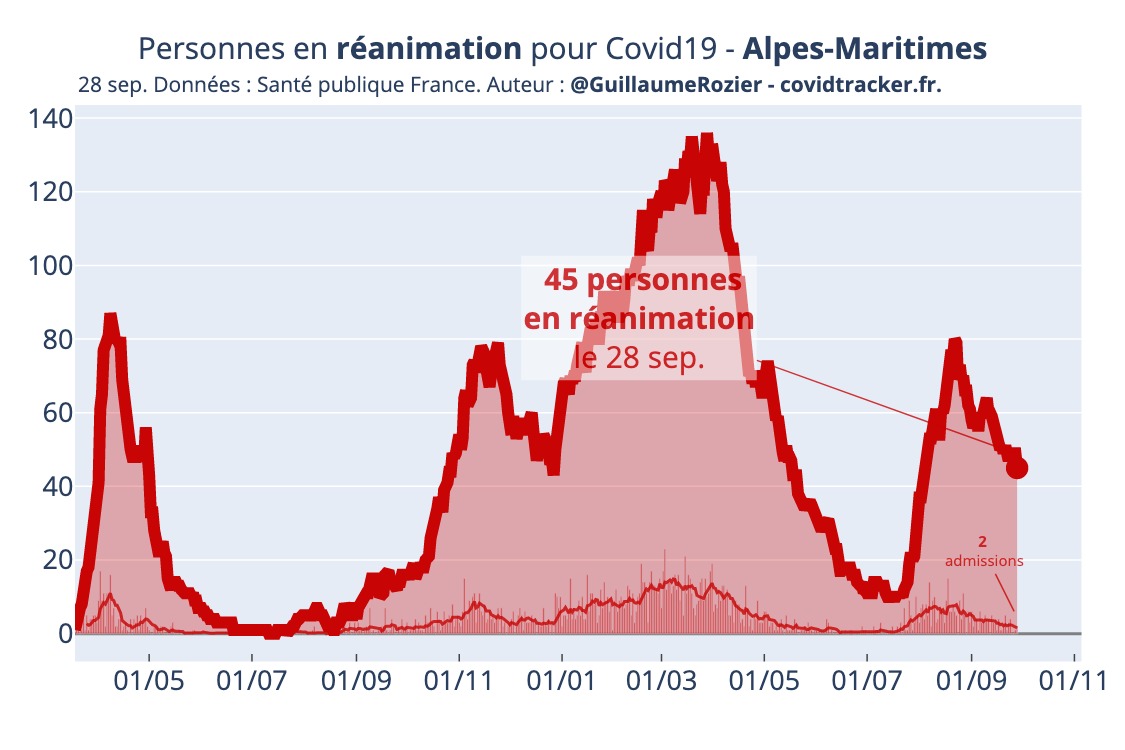 Personnes en réanimation pour Covid19 - Alpes-Maritimes
28 sep. Données : Santé publique France. Auteur : @GuillaumeRozier - covidtracker.fr.
140
120
100
80
60
40
20
0
45 personnes
en réanimation
le 28 sep.
2
admissions
01/05 01/07 01/09 01/11 01/01 01/03 01/05 01/07 01/09 01/11